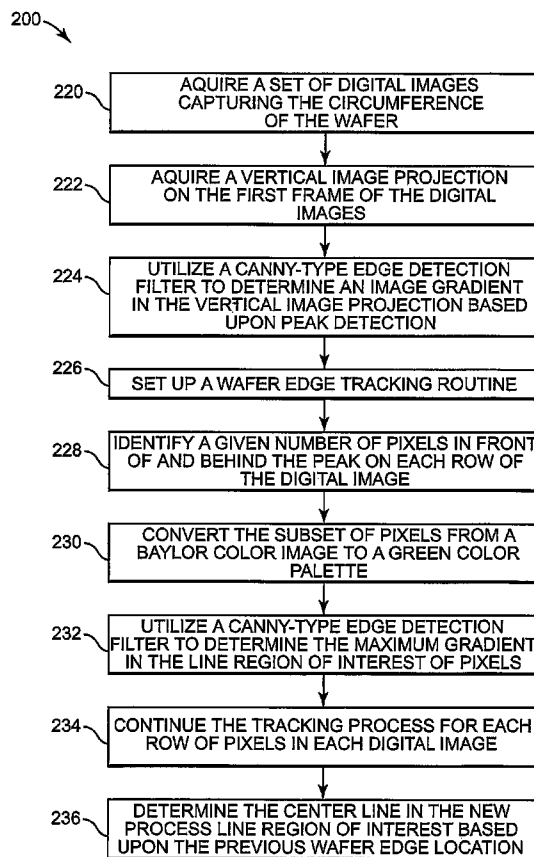 200
220
AQUIRE A SET OF DIGITAL IMAGES
CAPTURING THE CIRCUMFERENCE
OF THE WAFER
222
AQUIRE A VERTICAL IMAGE PROJECTION
ON THE FIRST FRAME OF THE DIGITAL
IMAGES
224
UTILIZE A CANNY-TYPE EDGE DETECTION
FILTER TO DETERMINE AN IMAGE GRADIENT
IN THE VERTICAL IMAGE PROJECTION BASED
UPON PEAK DETECTION
226
SET UP A WAFER EDGE TRACKING ROUTINE
228
IDENTIFY A GIVEN NUMBER OF PIXELS IN FRONT
OF AND BEHIND THE PEAK ON EACH ROW OF
THE DIGITAL IMAGE
230
CONVERT THE SUBSET OF PIXELS FROM A
BAYLOR COLOR IMAGE TO A GREEN COLOR
PALETTE
232
UTILIZE A CANNY-TYPE EDGE DETECTION
FILTER TO DETERMINE THE MAXIMUM GRADIENT
IN THE LINE REGION OF INTEREST OF PIXELS
234
CONTINUE THE TRACKING PROCESS FOR EACH
ROW OF PIXELS IN EACH DIGITAL IMAGE
236
DETERMINE THE CENTER LINE IN THE NEW
PROCESS LINE REGION OF INTEREST BASED
UPON THE PREVIOUS WAFER EDGE LOCATION